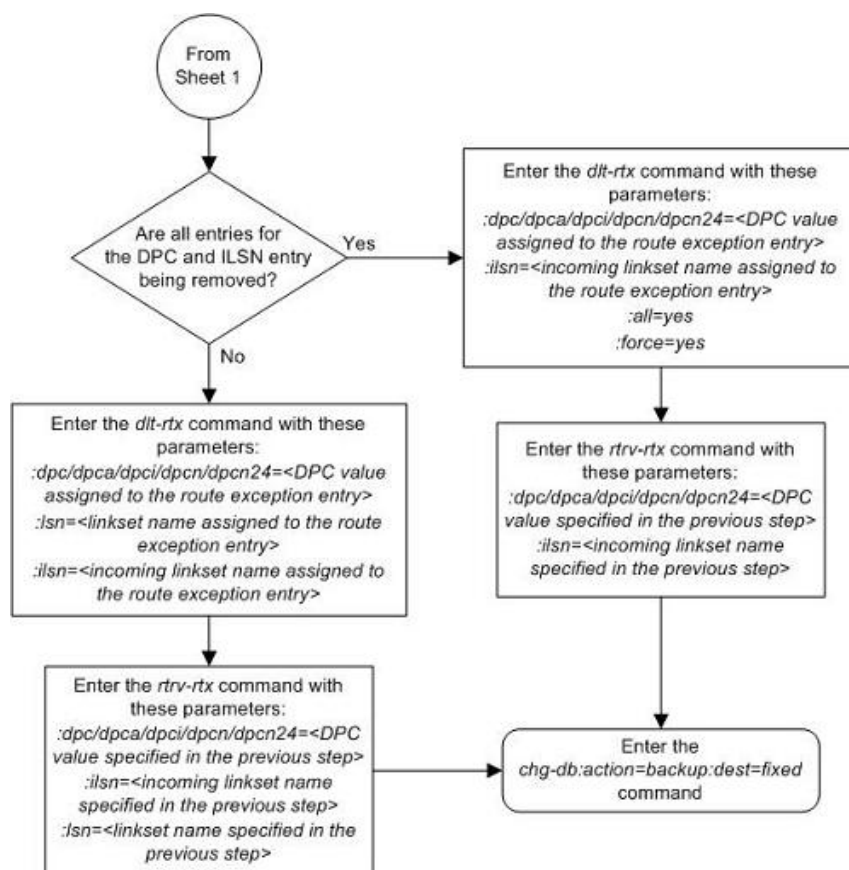 From
Sheet 1
Are all entries for
the DPC and ILSN entry
being removed?
Yes
No
Enter the dlt-rtx command with these
parameters:
:dpc/dpca/dpci/dpcn/dpcn24=<DPC value
assigned to the route exception entry>
:ilsn=<incoming linkset name assigned to
the route exception entry>
:all=yes
:force=yes
Enter the dlt-rtx command with these
parameters:
:dpc/dpca/dpci/dpcn/dpcn24=<DPC value
assigned to the route exception entry>
:lsn=<linkset name assigned to the route
exception entry>
:ilsn=<incoming linkset name assigned to
the route exception entry>
Enter the rtrv-rtx command with
these parameters:
:dpc/dpca/dpci/dpcn/dpcn24=<DPC
value specified in the previous step>
:ilsn=<incoming linkset name
specified in the previous step>
Enter the rtrv-rtx command with
these parameters:
:dpc/dpca/dpci/dpcn/dpcn24=<DPC
value specified in the previous step>
:ilsn=<incoming linkset name
specified in the previous step>
:lsn=<linkset name specified in the
previous step>
Enter the
chg-db:action=backup:dest=fixed
command